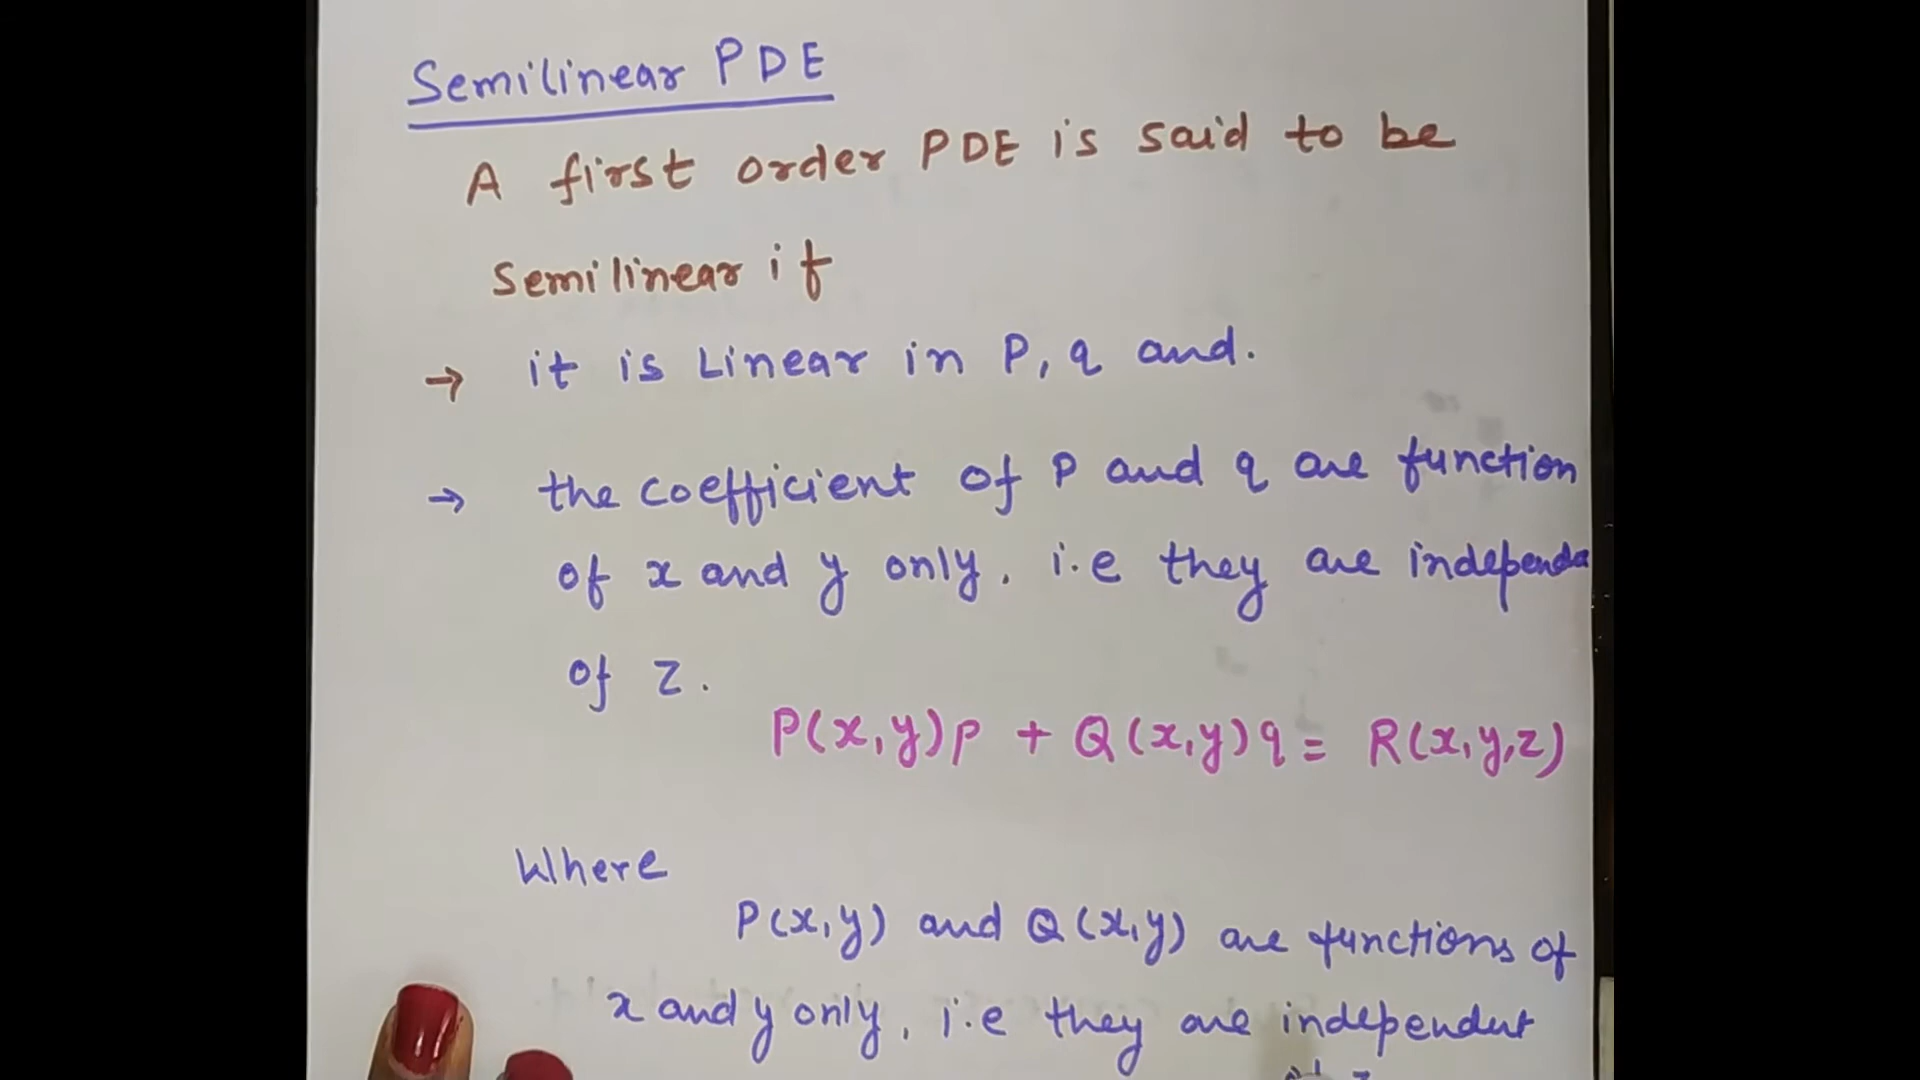 Semilinear PDE
A first order PDE is said to be
semilinear if
→ it is Linear in P, q and.
→ the coefficient of P and q are function
of x and y only. i.e they are
of z.
P(x,y)p + Q(x,y)q = R(x,y,z)
Where
P(x,y) and Q(x,y) are functions of
x and y only, i.e they are independent